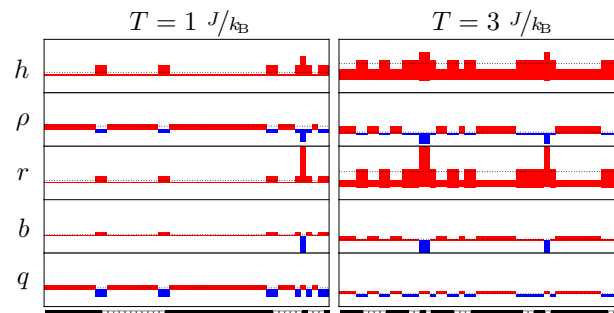 T = 1 J/kB T = 3 J/kB
h
ρ
r
b
q